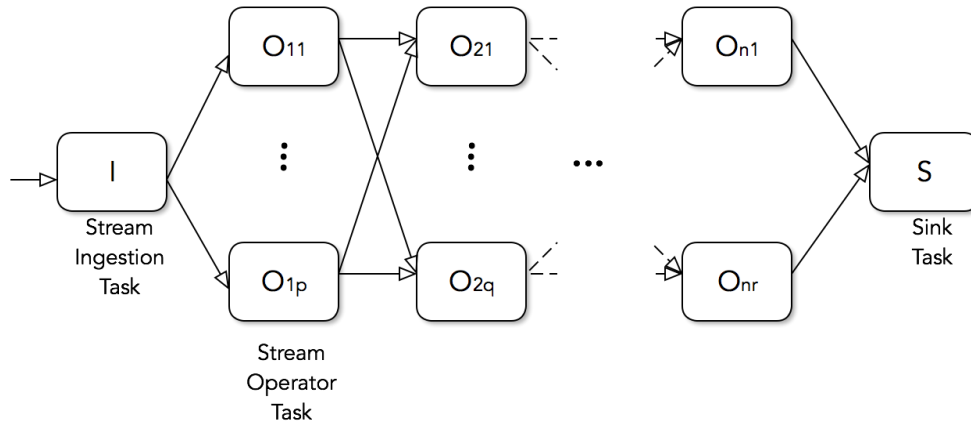 O11
O21
On1
I
S
Stream
Ingestion
Task
Sink
Task
O1p
O2q
Onr
Stream
Operator
Task